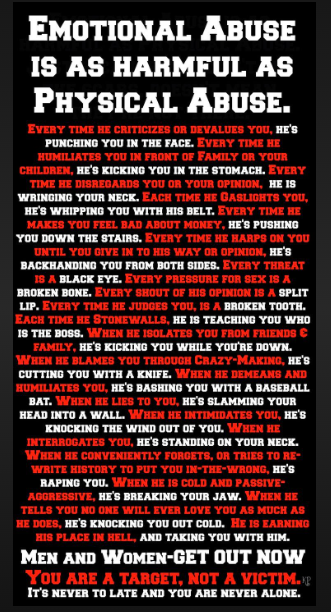 Emotional Abuse
is as harmful as
Physical Abuse.
Every time he criticizes or devalues you, he's
punching you in the face. Every time he
humiliates you in front of Family or your
children, he's kicking you in the stomach. Every
time he disregards you or your opinion, he is
wringing your neck. Each time he Gaslights you,
he's whipping you with his belt. Every time he
makes you feel bad about money, he's pushing
you down the stairs. Every time he harps on you
until you give in to his way or opinion, he's
backhanding you from both sides. Every threat
is a black eye. Every pressure for sex is a
broken bone. Every shout of his opinion is a split
lip. Every time he judges you, is a broken tooth.
Each time he Stonewalls, he is teaching you who
is the boss. When he isolates you from friends &
family, he's kicking you while you're down.
When he blames you through Crazy-Making, he's
cutting you with a knife. When he demeans and
humiliates you, he's bashing you with a baseball
bat. When he lies to you, he's slamming your
head into a wall. When he intimidates you, he's
knocking the wind out of you. When he
interrogates you, he's standing on your neck.
When he conveniently forgets, or tries to re-
write history to put you in-the-wrong, he's
raping you. When he is cold and passive-
aggressive, he's breaking your jaw. When he
tells you no one will ever love you as much as
he does, he's knocking you out cold. He is earning
his place in hell, and taking you with him.
Men and Women-GET OUT NOW
You are a target, not a victim.
It's never to late and you are never alone.